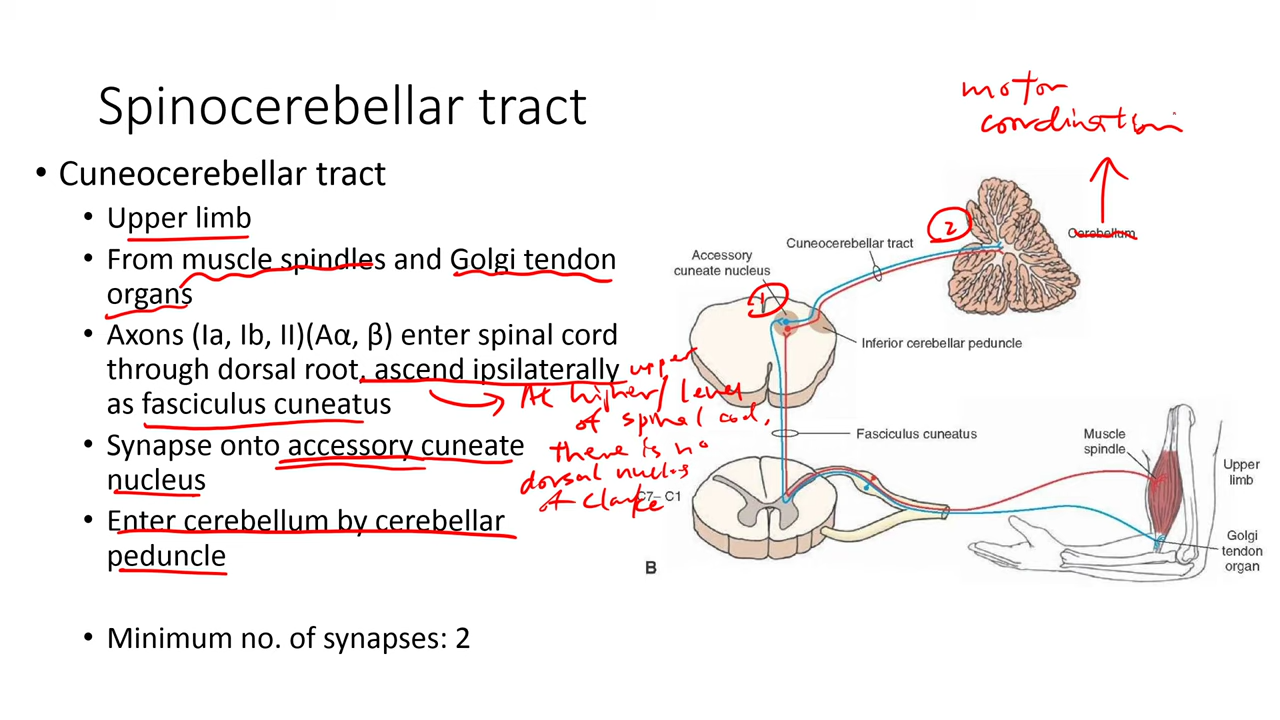 Spinocerebellar tract
• Cuneocerebellar tract
• Upper limb
• From muscle spindles and Golgi tendon
organs
• Axons (Ia, Ib, II)(Aα, β) enter spinal cord
through dorsal root, ascend ipsilaterally
as fasciculus cuneatus
• Synapse onto accessory cuneate
nucleus
• Enter cerebellum by cerebellar
peduncle
• Minimum no. of synapses: 2
upper
At higher/ level
of spinal cod,
there is no
dorsal nucles
of Clarke
motor
coordination
2
Cerebellum
Cuneocerebellar tract
Accessory
cuneate nucleus
1
Inferior cerebellar peduncle
Fasciculus cuneatus
Muscle
spindle
Upper
limb
C7– C1
Golgi
tendon
organ
B